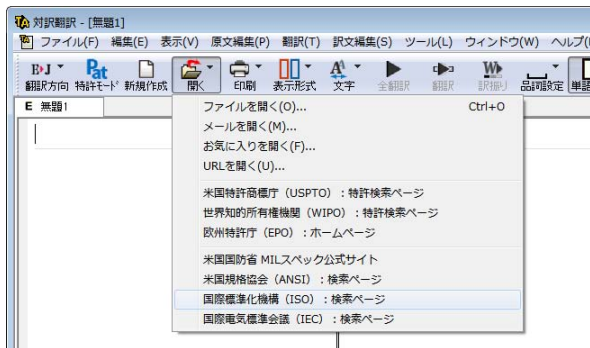 対訳翻訳 - [無題1]
ファイル(F) 編集(E) 表示(V) 原文編集(P) 翻訳(T) 訳文編集(S) ツール(L) ウィンドウ(W) ヘルプ(
E›J Pat A W
翻訳方向 特許モード 新規作成 開く 印刷 表示形式 文字 全翻訳 翻訳 訳振り 品詞設定 単語
E 無題1
ファイルを開く(O)... Ctrl+O
メールを開く(M)...
お気に入りを開く(F)...
URLを開く(U)...
米国特許商標庁（USPTO）：特許検索ページ
世界知的所有権機関（WIPO）：特許検索ページ
欧州特許庁（EPO）：ホームページ
米国国防省 MILスペック公式サイト
米国規格協会（ANSI）：検索ページ
国際標準化機構（ISO）：検索ページ
国際電気標準会議（IEC）：検索ページ